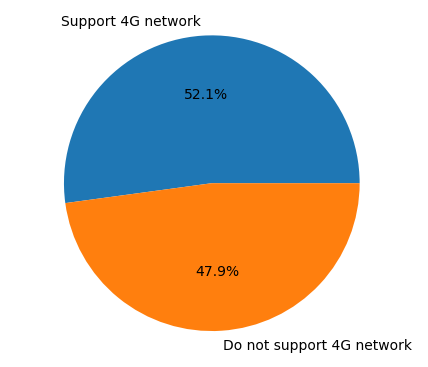 Support 4G network
52.1%
47.9%
Do not support 4G network